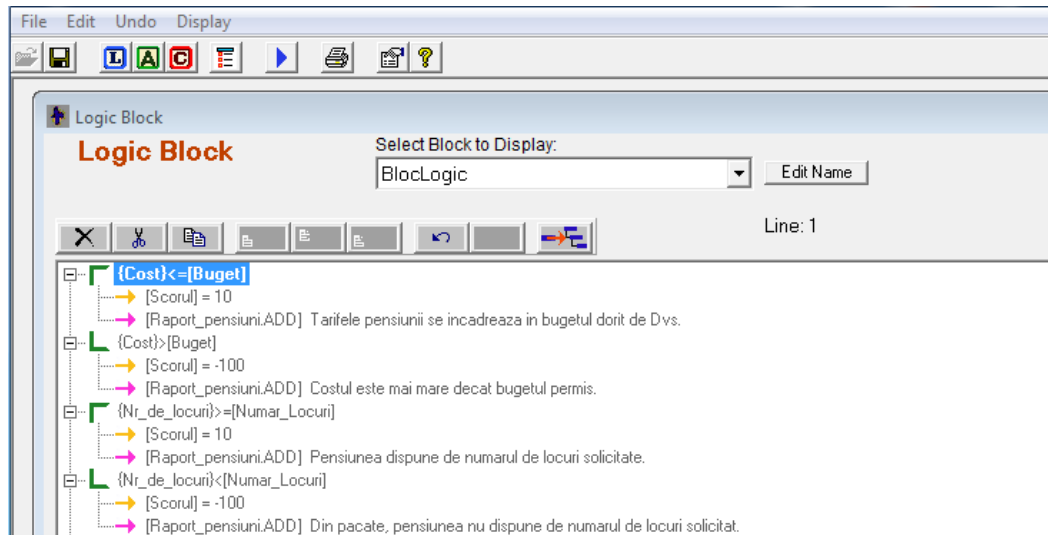 File Edit Undo Display
L A C ?
Logic Block
Logic Block
Select Block to Display:
BlocLogic
Edit Name
Line: 1
{Cost}<=[Buget]
[Scorul] = 10
[Raport_pensiuni.ADD] Tarifele pensiunii se incadreaza in bugetul dorit de Dvs.
{Cost}>[Buget]
[Scorul] = -100
[Raport_pensiuni.ADD] Costul este mai mare decat bugetul permis.
{Nr_de_locuri}>=[Numar_Locuri]
[Scorul] = 10
[Raport_pensiuni.ADD] Pensiunea dispune de numarul de locuri solicitate.
{Nr_de_locuri}<[Numar_Locuri]
[Scorul] = -100
[Raport_pensiuni.ADD] Din pacate, pensiunea nu dispune de numarul de locuri solicitat.